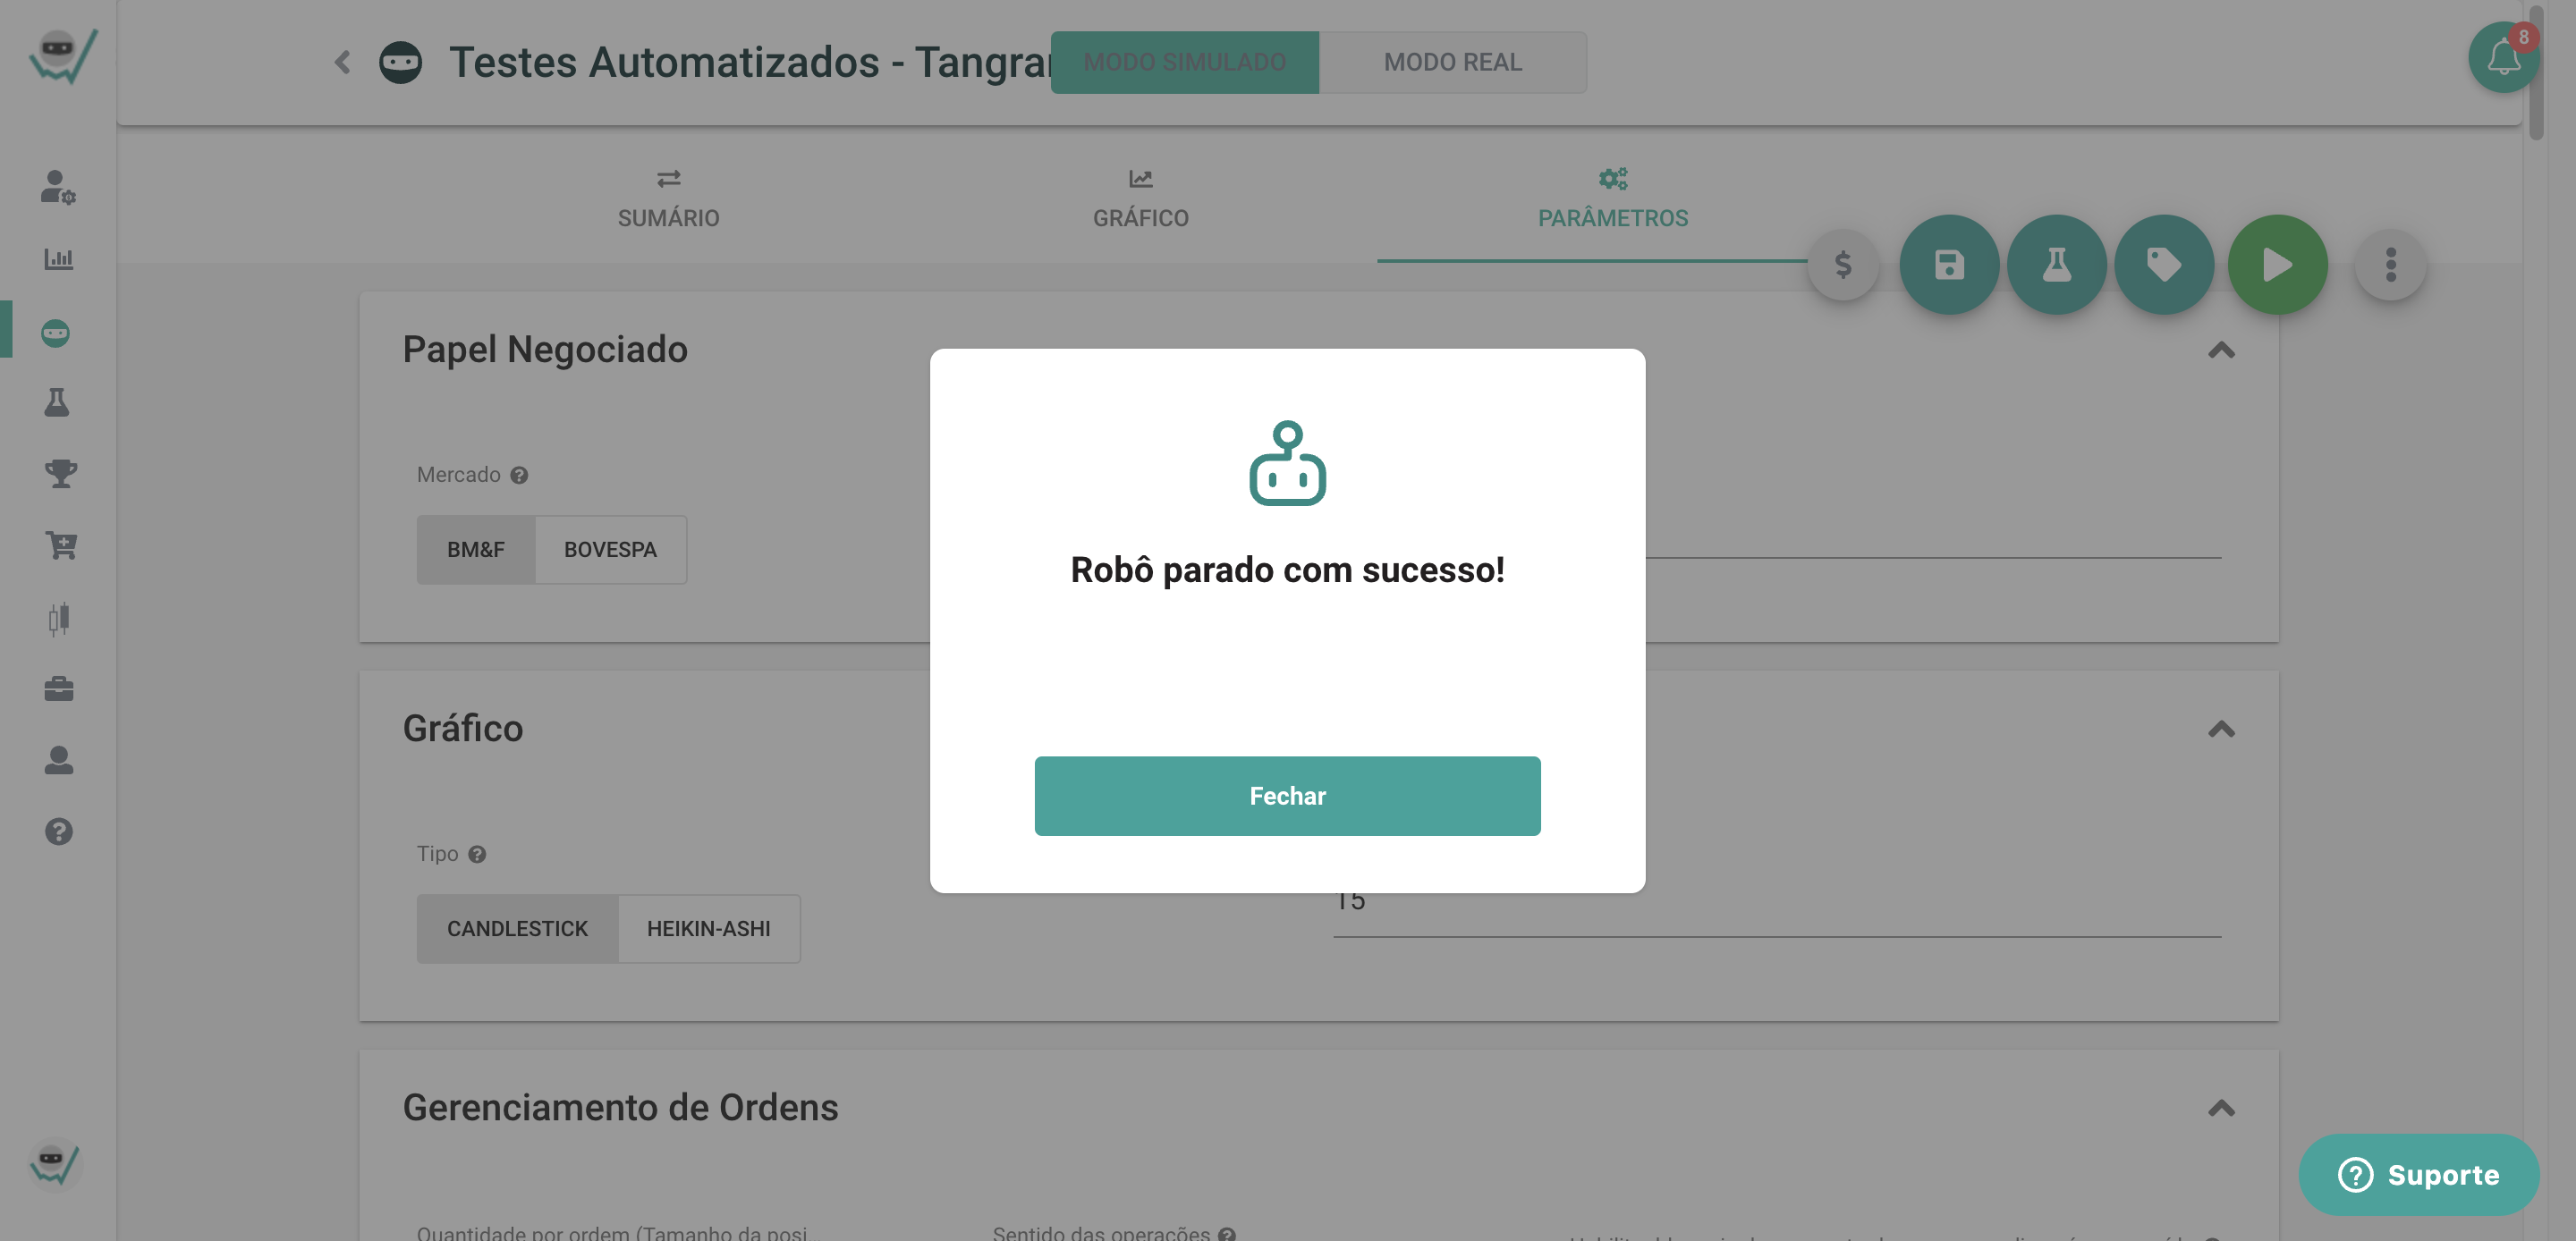 Testes Automatizados - Tangra
MODO SIMULADO
MODO REAL
8
SUMÁRIO
GRÁFICO
PARÂMETROS
$
Papel Negociado
Mercado
BM&F
BOVESPA
Robô parado com sucesso!
Fechar
Gráfico
Tipo
CANDLESTICK
HEIKIN-ASHI
15
Gerenciamento de Ordens
Quantidade por ordem (Tamanho da posi...
Sentido das operações
Suporte